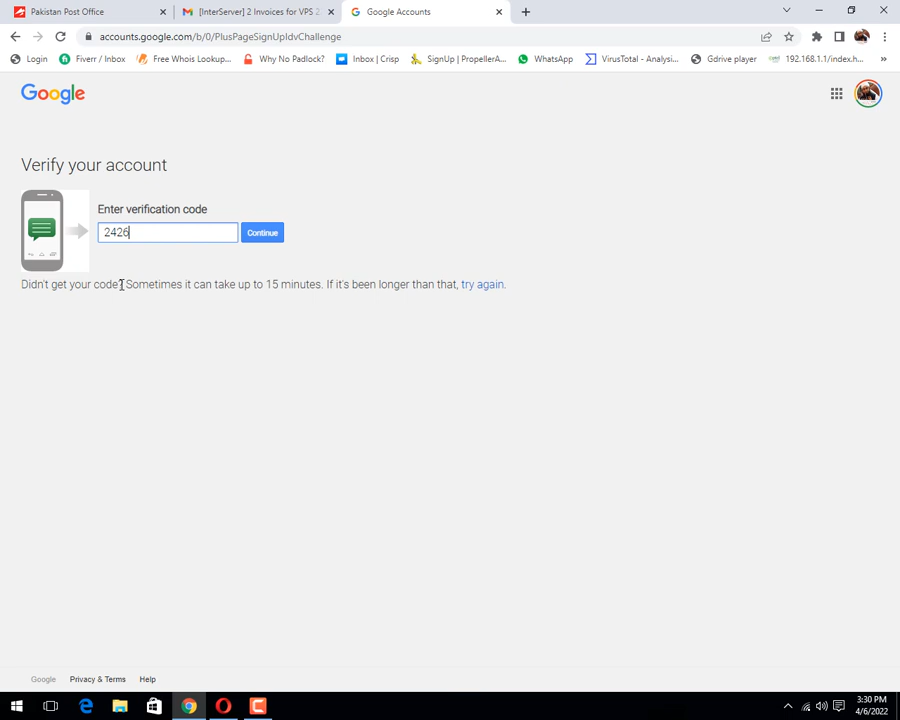 Pakistan Post Office
[InterServer] 2 Invoices for VPS 2
Google Accounts
accounts.google.com/b/0/PlusPageSignUpIdvChallenge
Login
Fiverr / Inbox
Free Whois Lookup...
Why No Padlock?
Inbox | Crisp
SignUp | PropellerA...
WhatsApp
VirusTotal - Analysi...
Gdrive player
192.168.1.1/index.h...
»
Google
Verify your account
Enter verification code
2426
Continue
Didn't get your code? Sometimes it can take up to 15 minutes. If it's been longer than that, try again.
Google
Privacy & Terms
Help
3:30 PM
4/6/2022